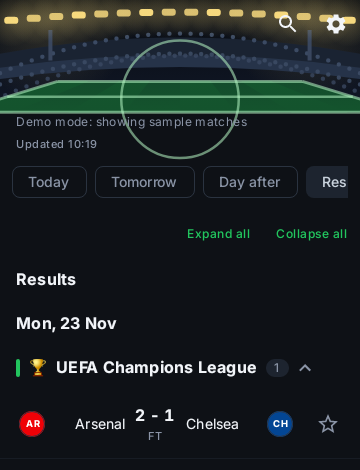 Demo mode: showing sample matches
Updated 10:19
Today Tomorrow Day after Res
Expand all Collapse all
Results
Mon, 23 Nov
UEFA Champions League 1
AR Arsenal 2 - 1 Chelsea CH
FT